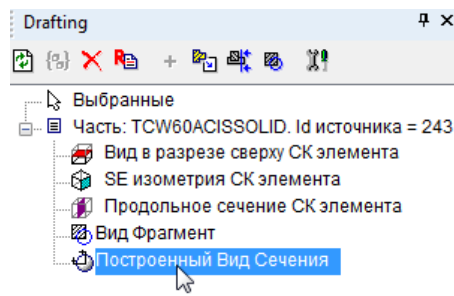 Drafting
Выбранные
Часть: TCW60ACISSOLID. Id источника = 243
Вид в разрезе сверху СК элемента
SE изометрия СК элемента
Продольное сечение СК элемента
Вид Фрагмент
Построенный Вид Сечения